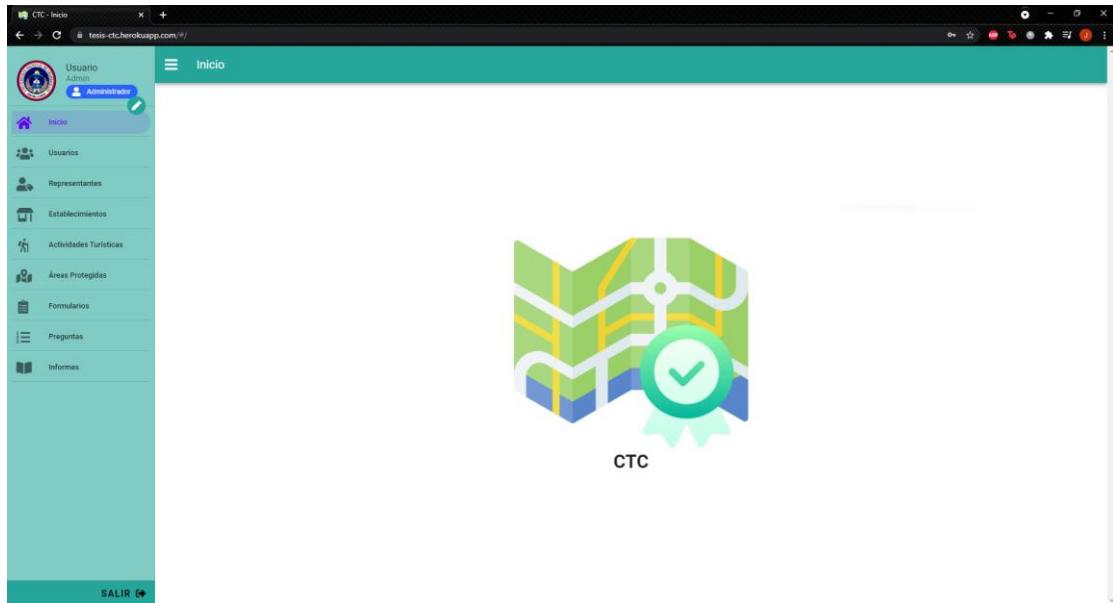 CTC - Inicio
tesis-ctc.herokuapp.com/#/
Usuario
Admin
Administrador
Inicio
Inicio
Usuarios
Representantes
Establecimientos
Actividades Turísticas
Áreas Protegidas
Formularios
Preguntas
Informes
CTC
SALIR